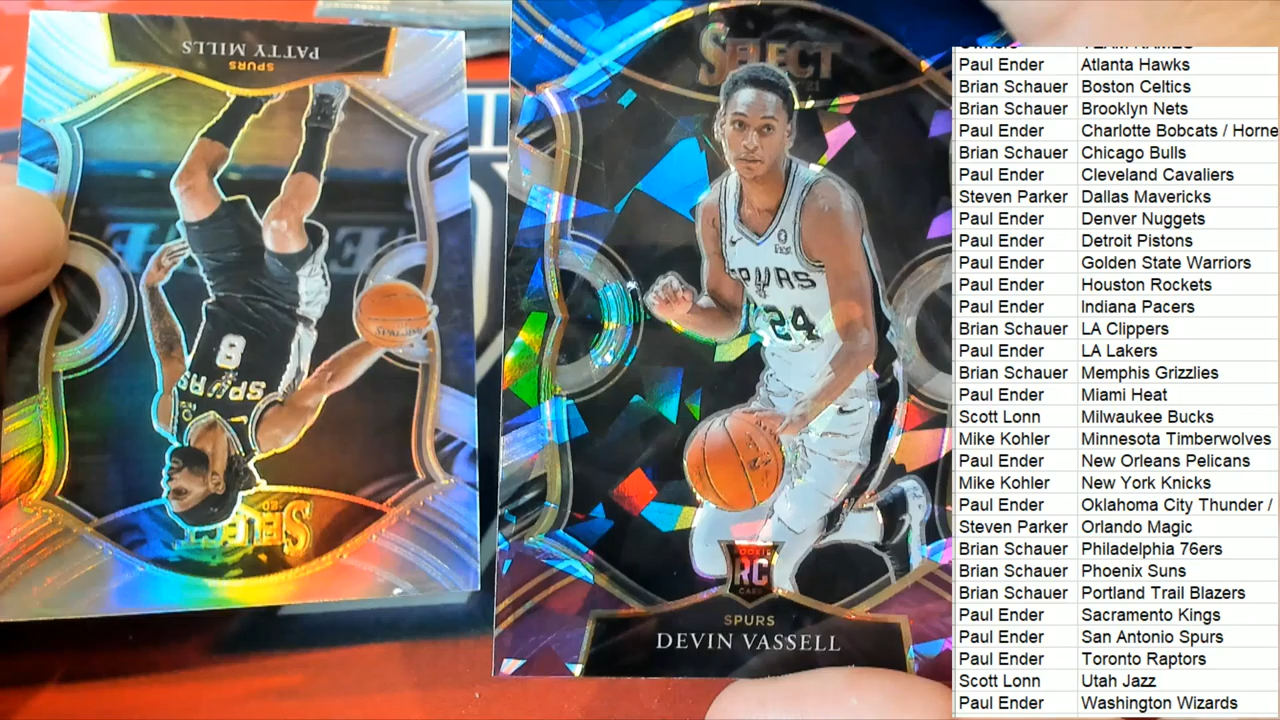 PATTY MILLS
SPURS
8
SPURS
SELECT
SELECT
SPURS
24
ROOKIE
RC
CARD
SPURS
DEVIN VASSELL
Paul Ender Atlanta Hawks
Brian Schauer Boston Celtics
Brian Schauer Brooklyn Nets
Paul Ender Charlotte Bobcats / Horne
Brian Schauer Chicago Bulls
Paul Ender Cleveland Cavaliers
Steven Parker Dallas Mavericks
Paul Ender Denver Nuggets
Paul Ender Detroit Pistons
Paul Ender Golden State Warriors
Paul Ender Houston Rockets
Paul Ender Indiana Pacers
Brian Schauer LA Clippers
Paul Ender LA Lakers
Brian Schauer Memphis Grizzlies
Paul Ender Miami Heat
Scott Lonn Milwaukee Bucks
Mike Kohler Minnesota Timberwolves
Paul Ender New Orleans Pelicans
Mike Kohler New York Knicks
Paul Ender Oklahoma City Thunder /
Steven Parker Orlando Magic
Brian Schauer Philadelphia 76ers
Brian Schauer Phoenix Suns
Brian Schauer Portland Trail Blazers
Paul Ender Sacramento Kings
Paul Ender San Antonio Spurs
Paul Ender Toronto Raptors
Scott Lonn Utah Jazz
Paul Ender Washington Wizards